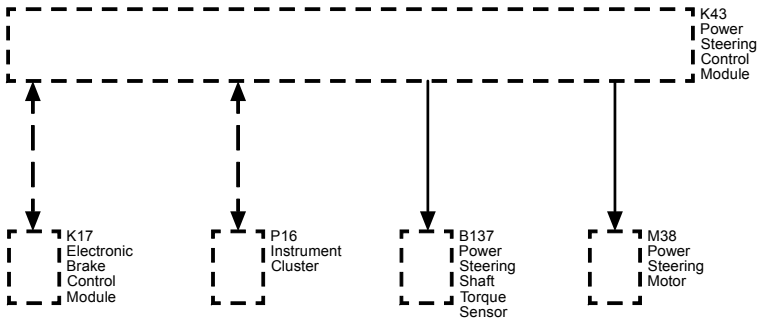 K43
Power
Steering
Control
Module
K17
Electronic
Brake
Control
Module
P16
Instrument
Cluster
B137
Power
Steering
Shaft
Torque
Sensor
M38
Power
Steering
Motor